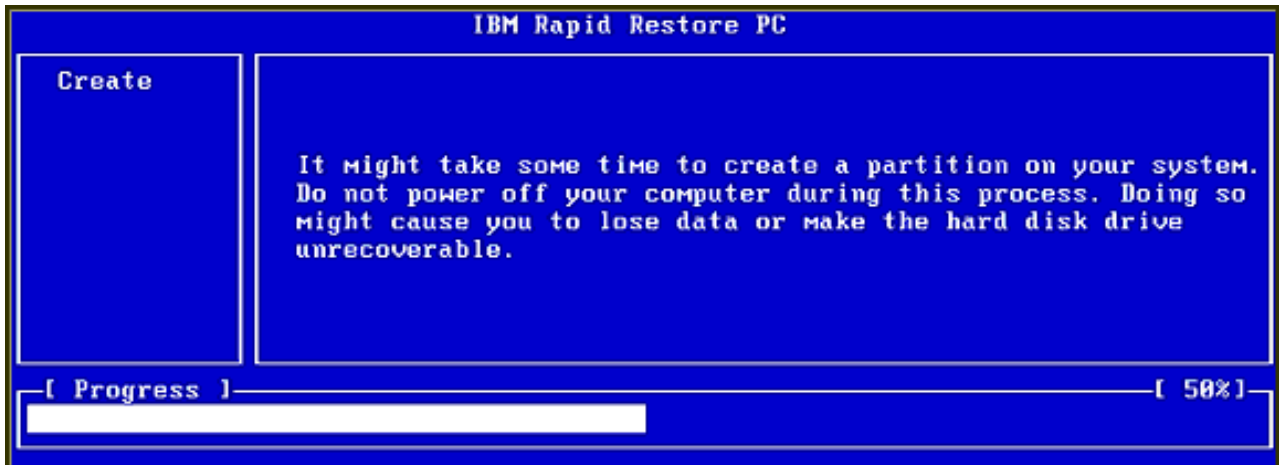 IBM Rapid Restore PC
Create
It might take some time to create a partition on your system.
Do not power off your computer during this process. Doing so
might cause you to lose data or make the hard disk drive
unrecoverable.
[ Progress ]
[ 50%]